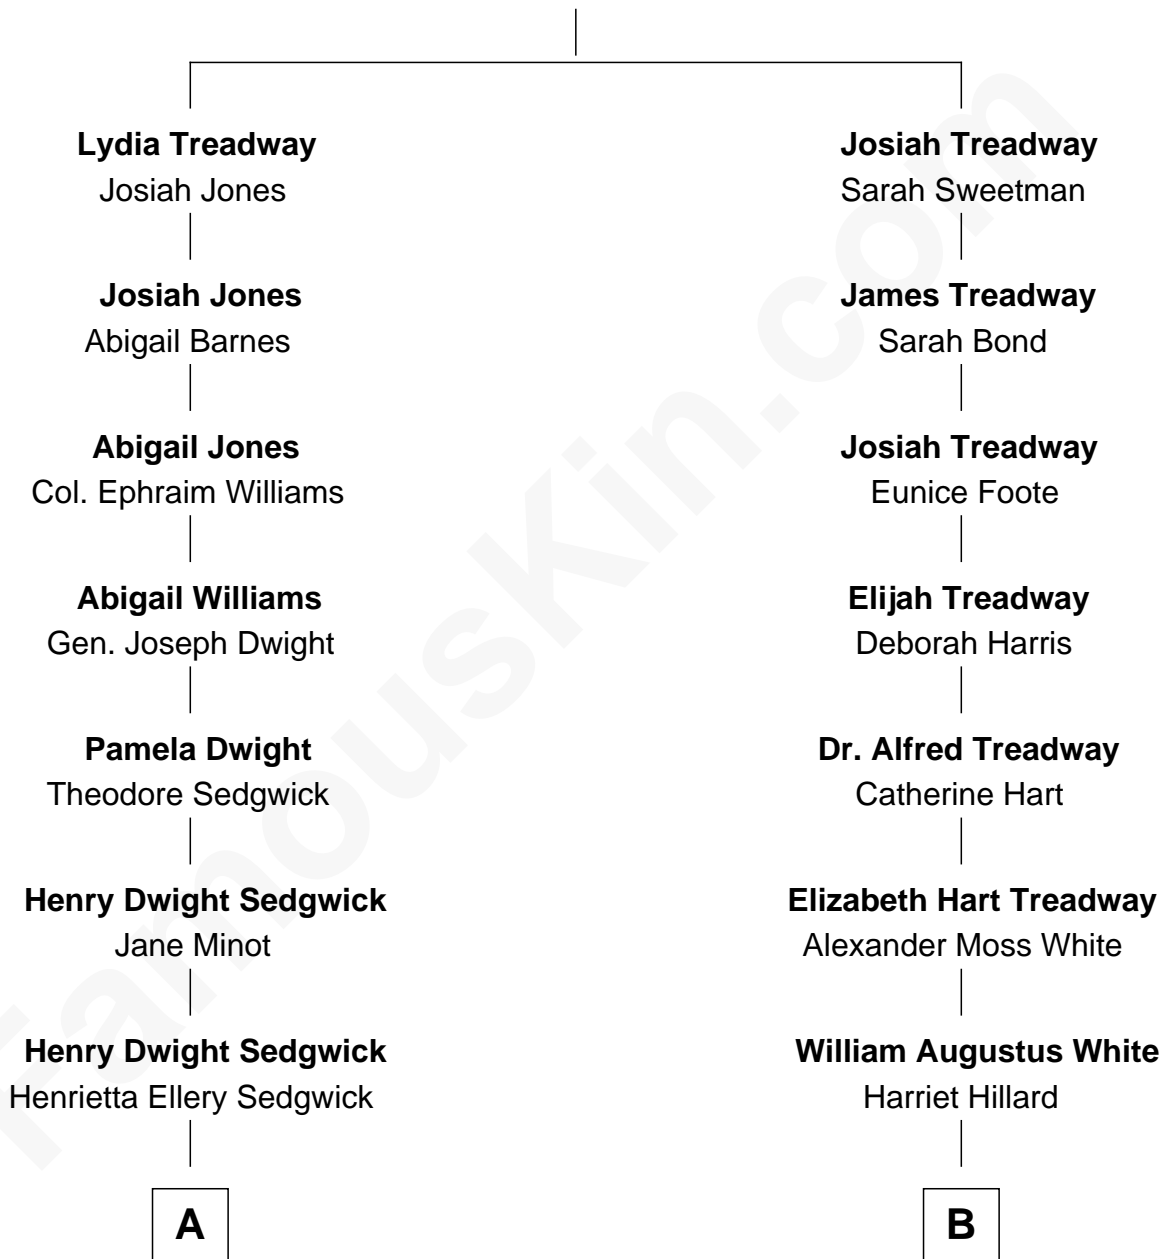 Lydia Treadway
Josiah Jones
Josiah Jones
Abigail Barnes
Abigail Jones
Col. Ephraim Williams
Abigail Williams
Gen. Joseph Dwight
Pamela Dwight
Theodore Sedgwick
Henry Dwight Sedgwick
Jane Minot
Henry Dwight Sedgwick
Henrietta Ellery Sedgwick
A
Josiah Treadway
Sarah Sweetman
James Treadway
Sarah Bond
Josiah Treadway
Eunice Foote
Elijah Treadway
Deborah Harris
Dr. Alfred Treadway
Catherine Hart
Elizabeth Hart Treadway
Alexander Moss White
William Augustus White
Harriet Hillard
B
FamousKin.com